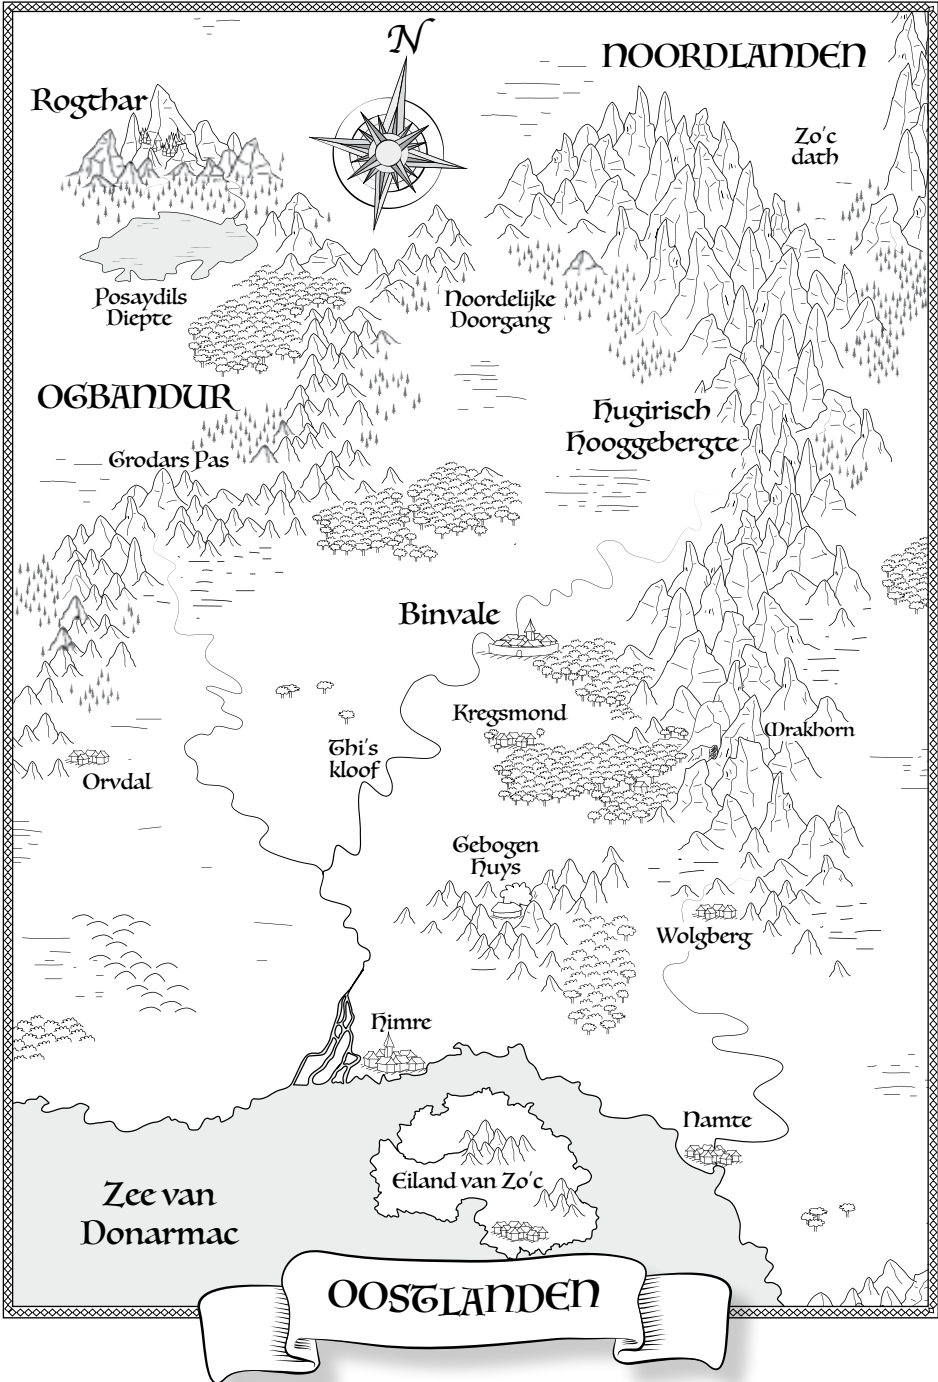 N
NOORDLANDEN
Rogthar
Zo'c
dath
Posaydils
Diepte
Noordelijke
Doorgang
OGBANDUR
Hugirisch
Hooggebergte
Grodars Pas
Binvale
Kregsmond
Mrakhorn
Thi's
kloof
Orvdal
Gebogen
Huys
Wolgberg
Himre
Namte
Eiland van Zo'c
Zee van
Donarmac
OOSTLANDEN